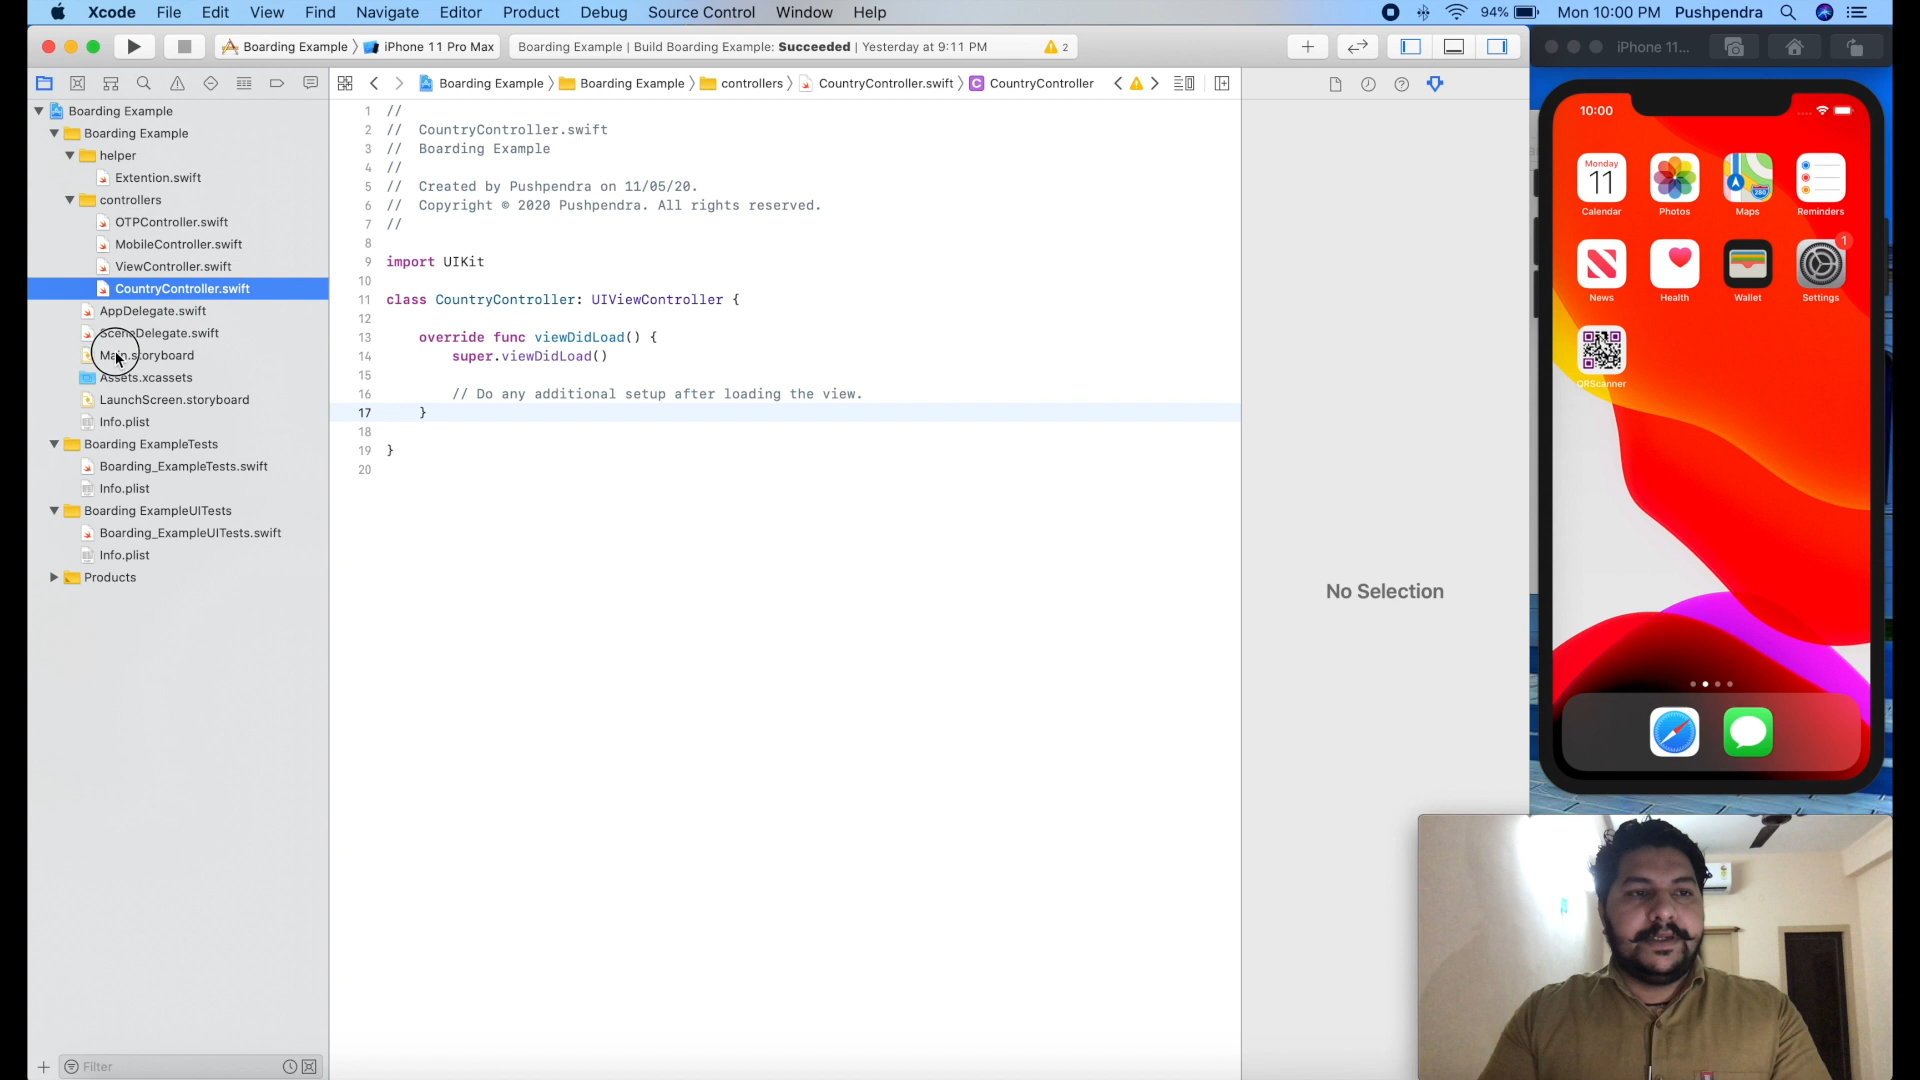 Xcode File Edit View Find Navigate Editor Product Debug Source Control Window Help
94% Mon 10:00 PM Pushpendra
Boarding Example iPhone 11 Pro Max
Boarding Example | Build Boarding Example: Succeeded | Yesterday at 9:11 PM 2
iPhone 11...
Boarding Example Boarding Example controllers CountryController.swift C CountryController
Boarding Example
Boarding Example
helper
Extention.swift
controllers
OTPController.swift
MobileController.swift
ViewController.swift
CountryController.swift
AppDelegate.swift
SceneDelegate.swift
Main.storyboard
Assets.xcassets
LaunchScreen.storyboard
Info.plist
Boarding ExampleTests
Boarding_ExampleTests.swift
Info.plist
Boarding ExampleUITests
Boarding_ExampleUITests.swift
Info.plist
Products
Filter
1 //
2 // CountryController.swift
3 // Boarding Example
4 //
5 // Created by Pushpendra on 11/05/20.
6 // Copyright © 2020 Pushpendra. All rights reserved.
7 //
8
9 import UIKit
10
11 class CountryController: UIViewController {
12
13 override func viewDidLoad() {
14 super.viewDidLoad()
15
16 // Do any additional setup after loading the view.
17 }
18
19 }
20
No Selection
10:00
Monday
11
280
1
Calendar Photos Maps Reminders
News Health Wallet Settings
QRScanner